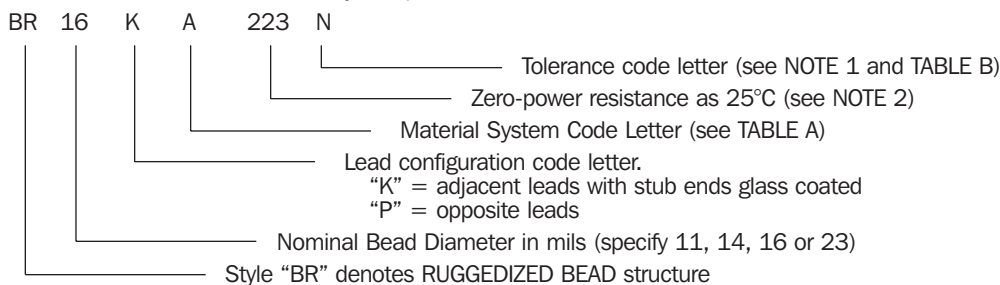 BR 16 K A 223 N
Tolerance code letter (see NOTE 1 and TABLE B)
Zero-power resistance as 25°C (see NOTE 2)
Material System Code Letter (see TABLE A)
Lead configuration code letter.
“K” = adjacent leads with stub ends glass coated
“P” = opposite leads
Nominal Bead Diameter in mils (specify 11, 14, 16 or 23)
Style “BR” denotes RUGGEDIZED BEAD structure